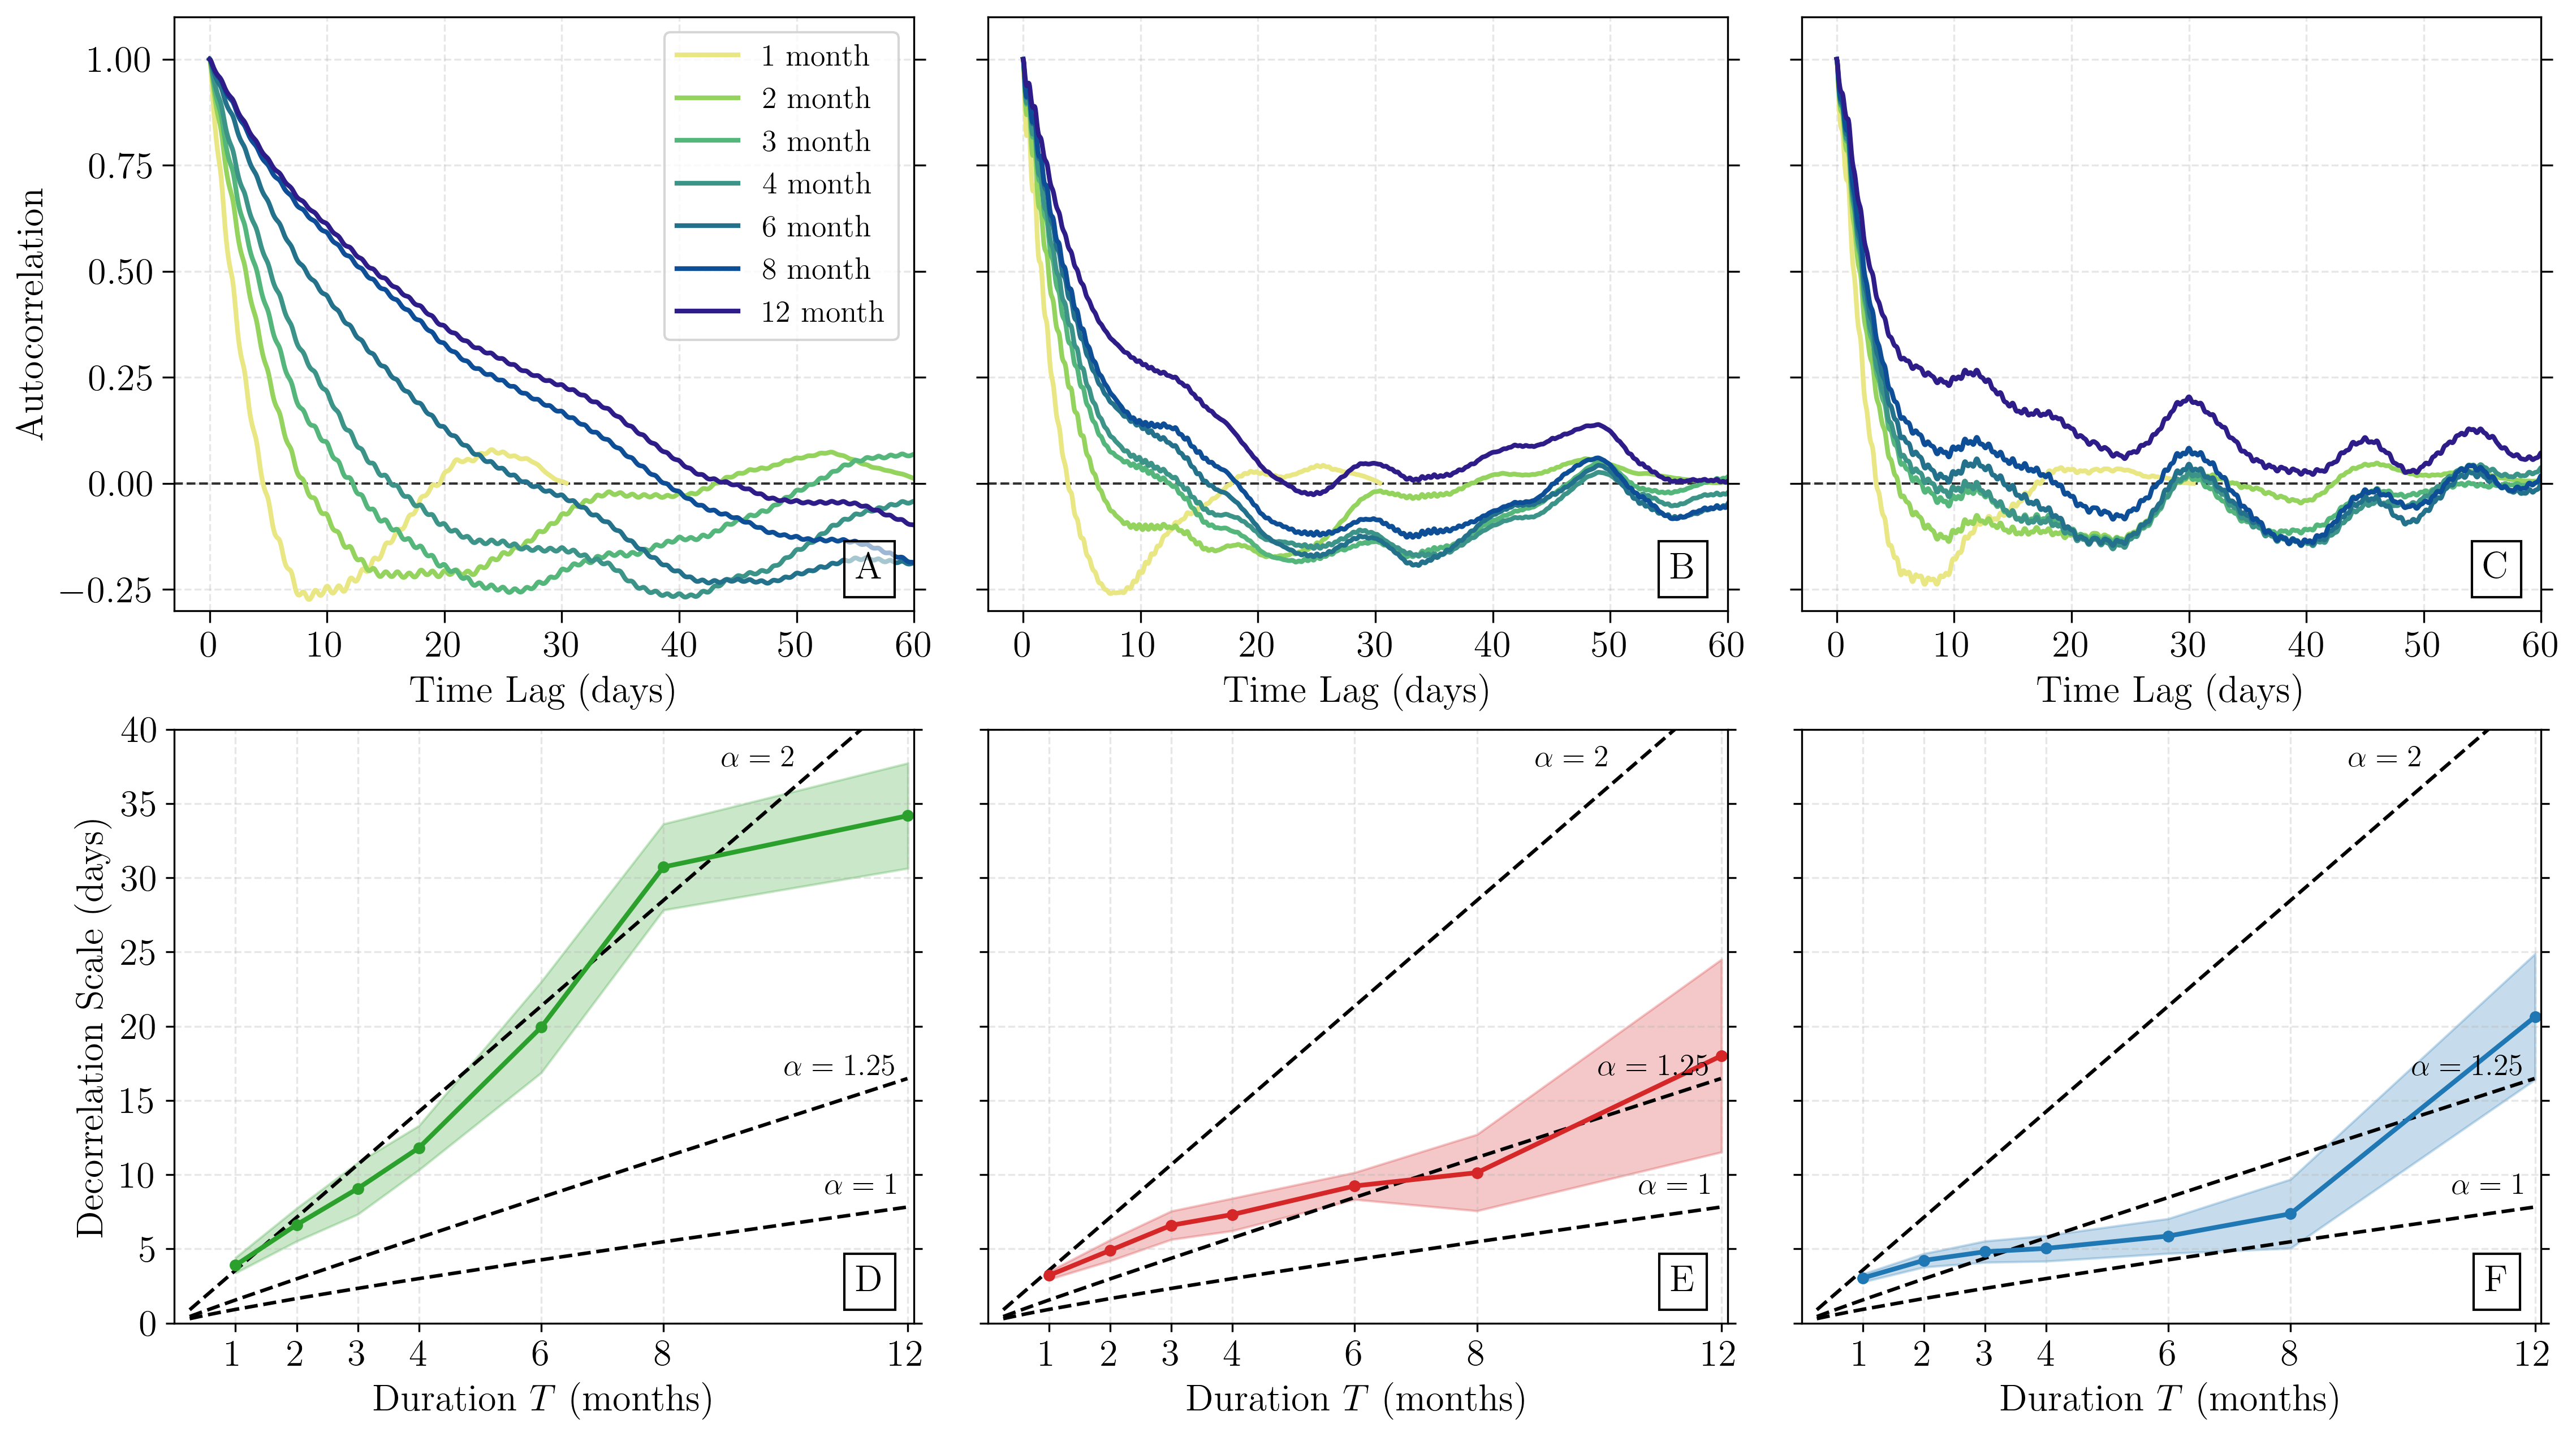 1.00
0.75
0.50
0.25
0.00
−0.25
Autocorrelation
1 month
2 month
3 month
4 month
6 month
8 month
12 month
A
0 10 20 30 40 50 60
Time Lag (days)
B
0 10 20 30 40 50 60
Time Lag (days)
C
0 10 20 30 40 50 60
Time Lag (days)
40
35
30
25
20
15
10
5
0
Decorrelation Scale (days)
α = 2
α = 1.25
α = 1
D
1 2 3 4 6 8 12
Duration T (months)
α = 2
α = 1.25
α = 1
E
1 2 3 4 6 8 12
Duration T (months)
α = 2
α = 1.25
α = 1
F
1 2 3 4 6 8 12
Duration T (months)